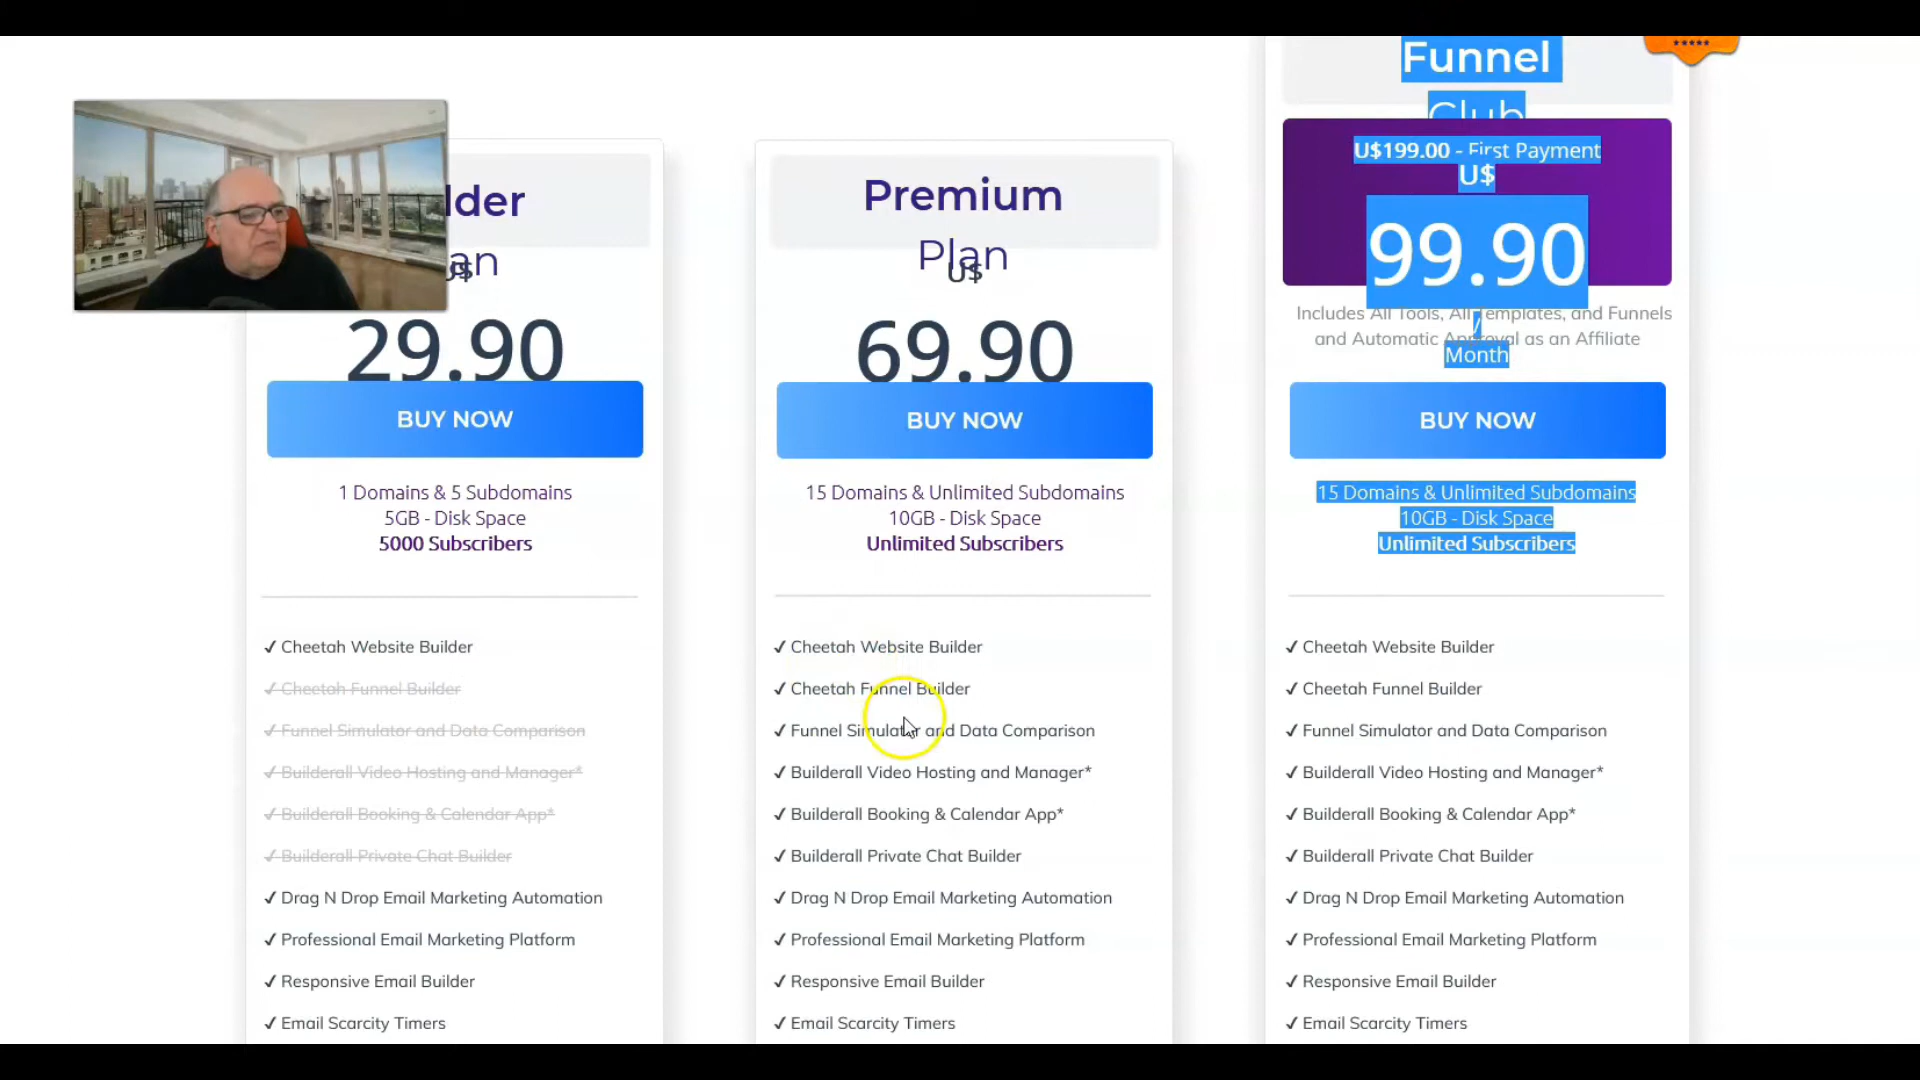 lder
an
U$
29.90
BUY NOW
1 Domains & 5 Subdomains
5GB - Disk Space
5000 Subscribers
✓ Cheetah Website Builder
✓ Cheetah Funnel Builder
✓ Funnel Simulator and Data Comparison
✓ Builderall Video Hosting and Manager*
✓ Builderall Booking & Calendar App*
✓ Builderall Private Chat Builder
✓ Drag N Drop Email Marketing Automation
✓ Professional Email Marketing Platform
✓ Responsive Email Builder
✓ Email Scarcity Timers
Premium
Plan
U$
69.90
BUY NOW
15 Domains & Unlimited Subdomains
10GB - Disk Space
Unlimited Subscribers
✓ Cheetah Website Builder
✓ Cheetah Funnel Builder
✓ Funnel Simulator and Data Comparison
✓ Builderall Video Hosting and Manager*
✓ Builderall Booking & Calendar App*
✓ Builderall Private Chat Builder
✓ Drag N Drop Email Marketing Automation
✓ Professional Email Marketing Platform
✓ Responsive Email Builder
✓ Email Scarcity Timers
Funnel
Club
U$199.00 - First Payment
U$
99.90
Includes All Tools, All Templates, and Funnels
/
and Automatic Approval as an Affiliate
Month
BUY NOW
15 Domains & Unlimited Subdomains
10GB - Disk Space
Unlimited Subscribers
✓ Cheetah Website Builder
✓ Cheetah Funnel Builder
✓ Funnel Simulator and Data Comparison
✓ Builderall Video Hosting and Manager*
✓ Builderall Booking & Calendar App*
✓ Builderall Private Chat Builder
✓ Drag N Drop Email Marketing Automation
✓ Professional Email Marketing Platform
✓ Responsive Email Builder
✓ Email Scarcity Timers